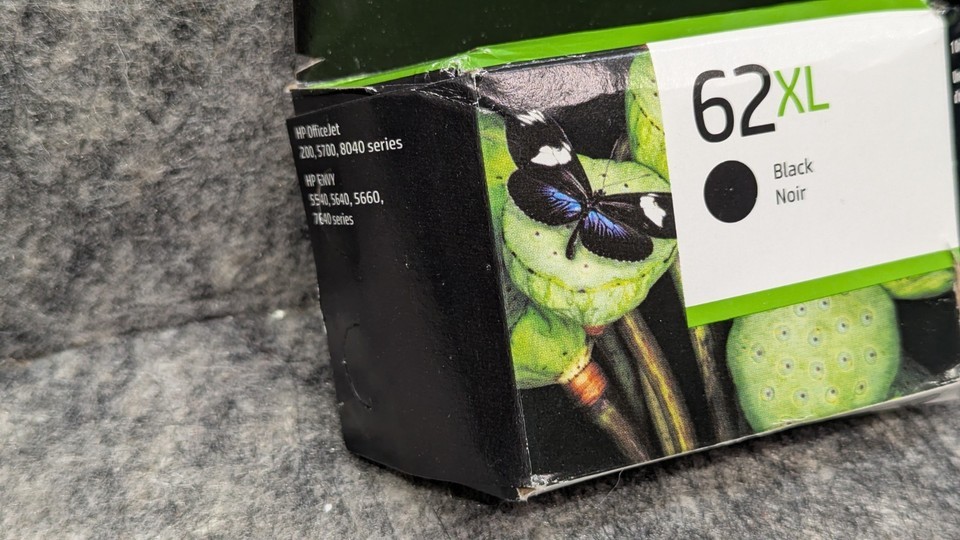 HP OfficeJet
200, 5700, 8040 series
HP ENVY
5540, 5640, 5660,
7640 series
62XL
Black
Noir